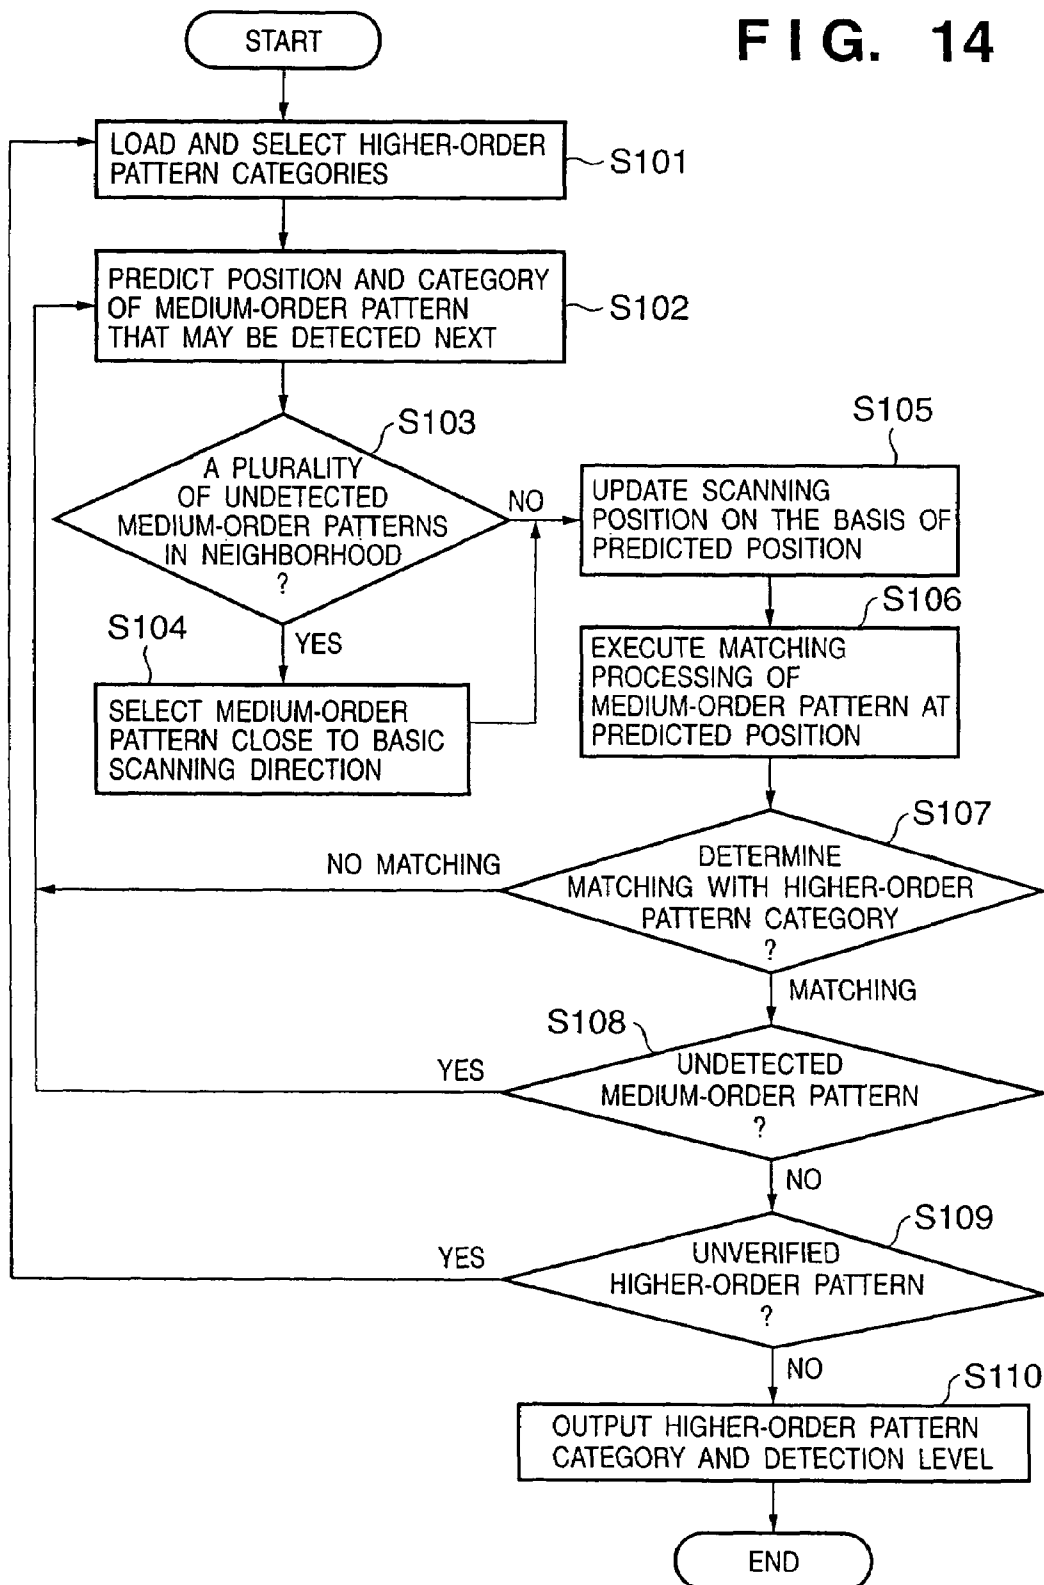 FIG. 14
START
LOAD AND SELECT HIGHER-ORDER
PATTERN CATEGORIES
S101
PREDICT POSITION AND CATEGORY
OF MEDIUM-ORDER PATTERN
THAT MAY BE DETECTED NEXT
S102
S103
A PLURALITY
OF UNDETECTED
MEDIUM-ORDER PATTERNS
IN NEIGHBORHOOD
?
NO
YES
S104
SELECT MEDIUM-ORDER
PATTERN CLOSE TO BASIC
SCANNING DIRECTION
S105
UPDATE SCANNING
POSITION ON THE BASIS OF
PREDICTED POSITION
S106
EXECUTE MATCHING
PROCESSING OF
MEDIUM-ORDER PATTERN AT
PREDICTED POSITION
S107
DETERMINE
MATCHING WITH HIGHER-ORDER
PATTERN CATEGORY
?
NO MATCHING
MATCHING
S108
UNDETECTED
MEDIUM-ORDER PATTERN
?
YES
NO
S109
UNVERIFIED
HIGHER-ORDER PATTERN
?
YES
NO
S110
OUTPUT HIGHER-ORDER PATTERN
CATEGORY AND DETECTION LEVEL
END